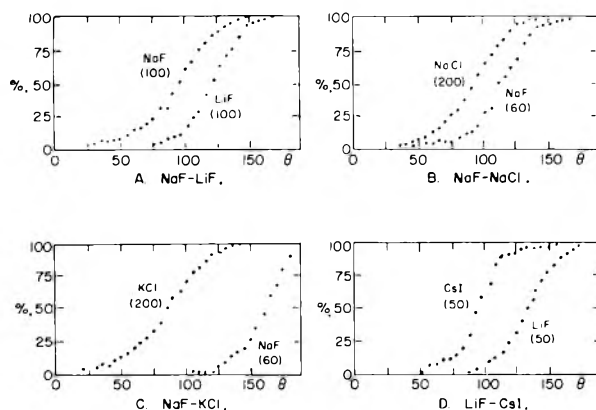 100
%,
50
25
0
NaF
(100)
LiF
(100)
0 50 100 150 θ
A. NaF-LiF.
100
%,
50
25
0
NaCl
(200)
NaF
(60)
0 50 100 150 θ
B. NaF-NaCl.
100
75
%,
50
25
0
KCl
(200)
NaF
(60)
0 50 100 150 θ
C. NaF-KCl.
100
75
%,
50
25
0
CsI
(50)
LiF
(50)
0 50 100 150 θ
D. LiF-CsI.